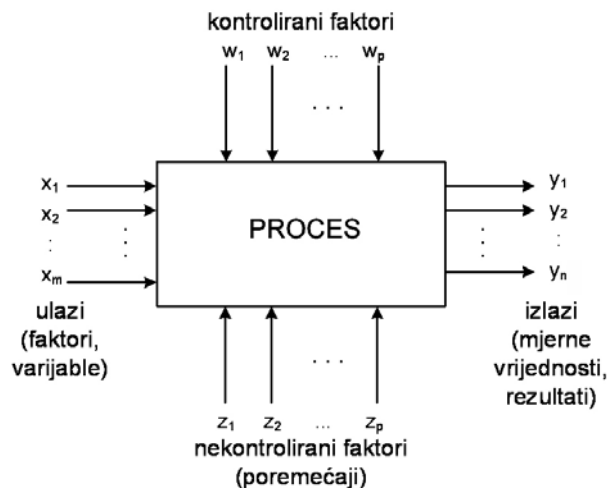 kontrolirani faktori
w1 w2 ... wp
. . .
x1
x2
:
xm
ulazi
(faktori,
varijable)
PROCES
y1
y2
:
yn
izlazi
(mjerne
vrijednosti,
rezultati)
. . .
z1 z2 ... zp
nekontrolirani faktori
(poremećaji)